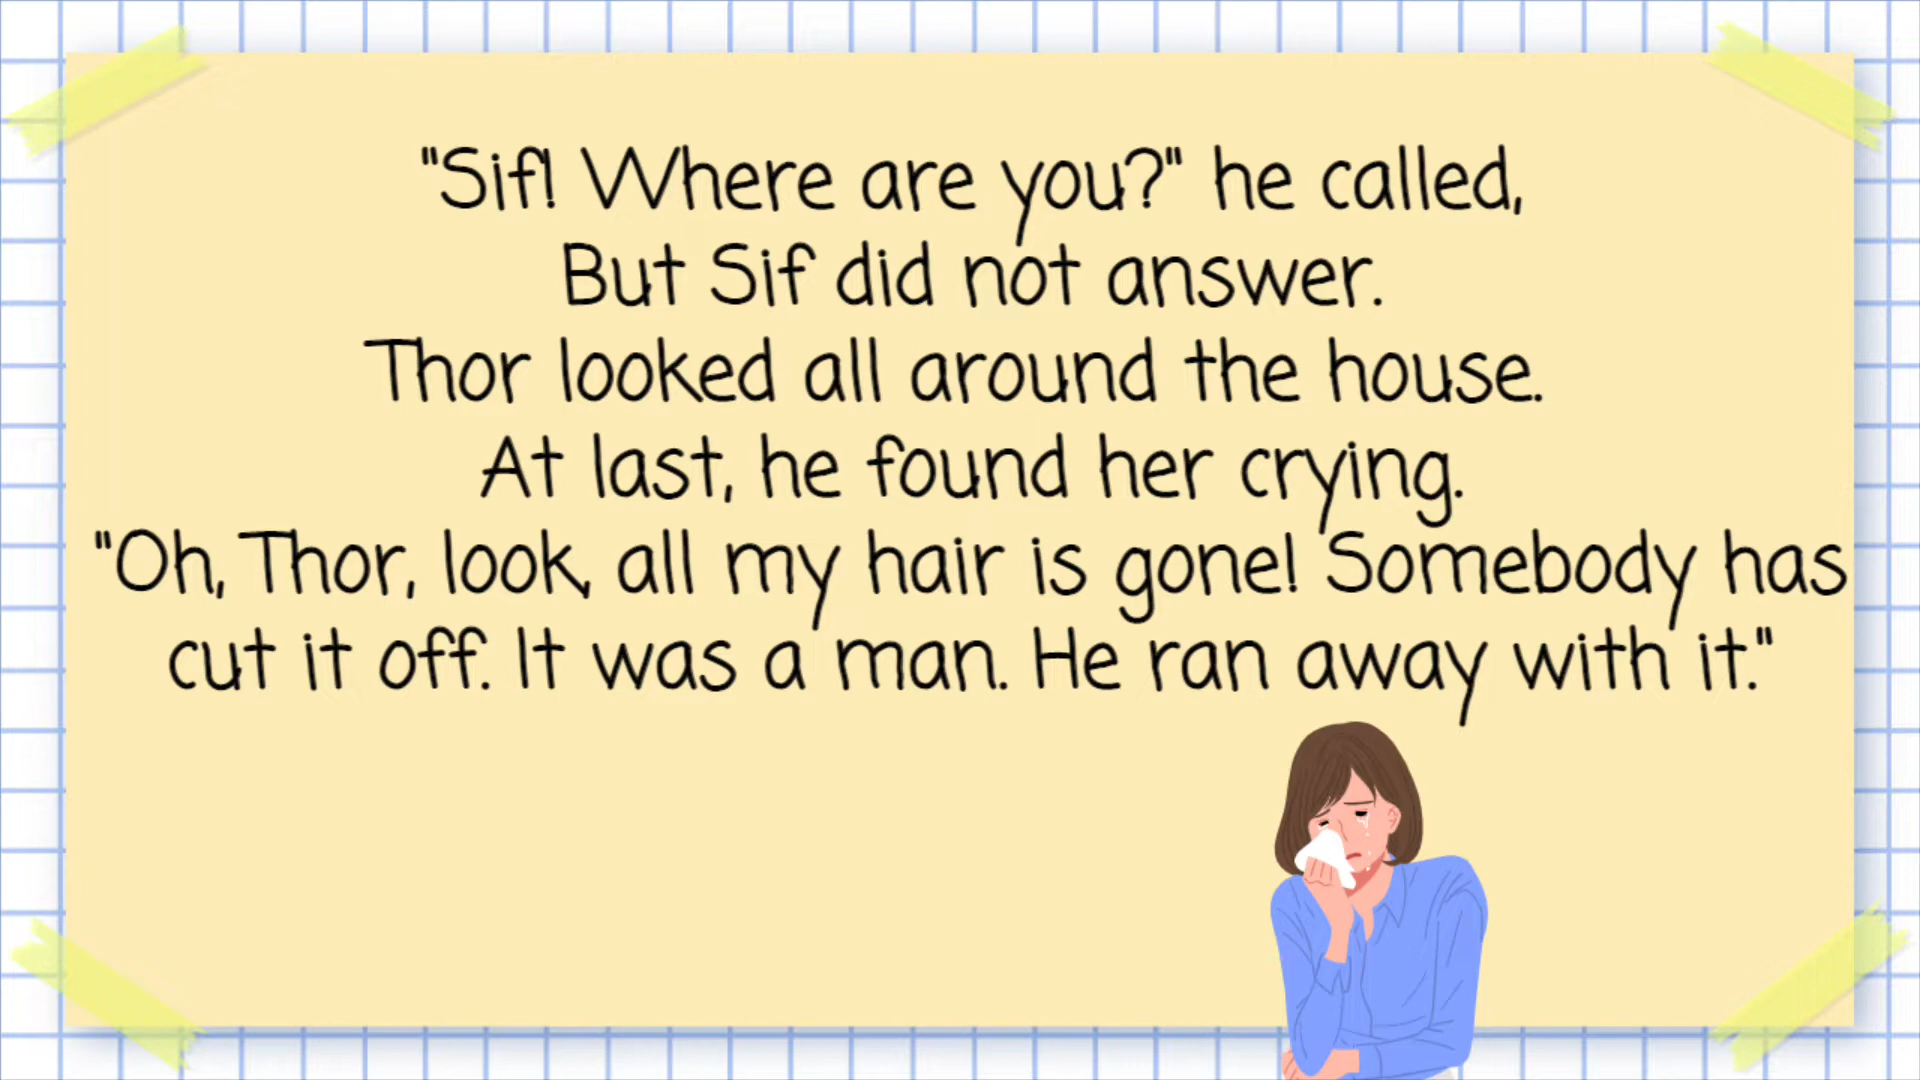 "Sif! Where are you?" he called,
But Sif did not answer.
Thor looked all around the house.
At last, he found her crying.
"Oh, Thor, look, all my hair is gone! Somebody has
cut it off. It was a man. He ran away with it."